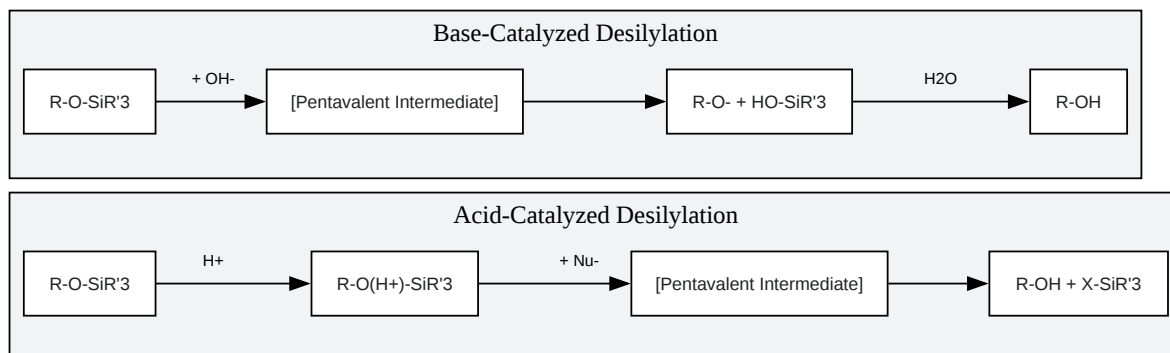 Base-Catalyzed Desilylation
R-O-SiR'3
+ OH-
[Pentavalent Intermediate]
R-O- + HO-SiR'3
H2O
R-OH
Acid-Catalyzed Desilylation
R-O-SiR'3
H+
R-O(H+)-SiR'3
+ Nu-
[Pentavalent Intermediate]
R-OH + X-SiR'3